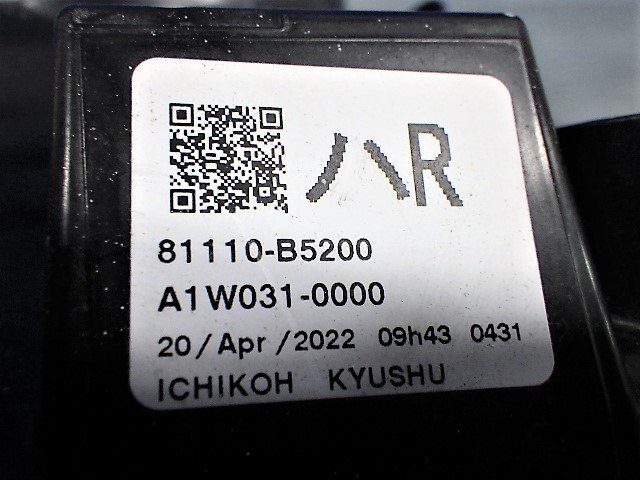 ハR
81110-B5200
A1W031-0000
20/Apr/2022 09h43 0431
ICHIKOH KYUSHU